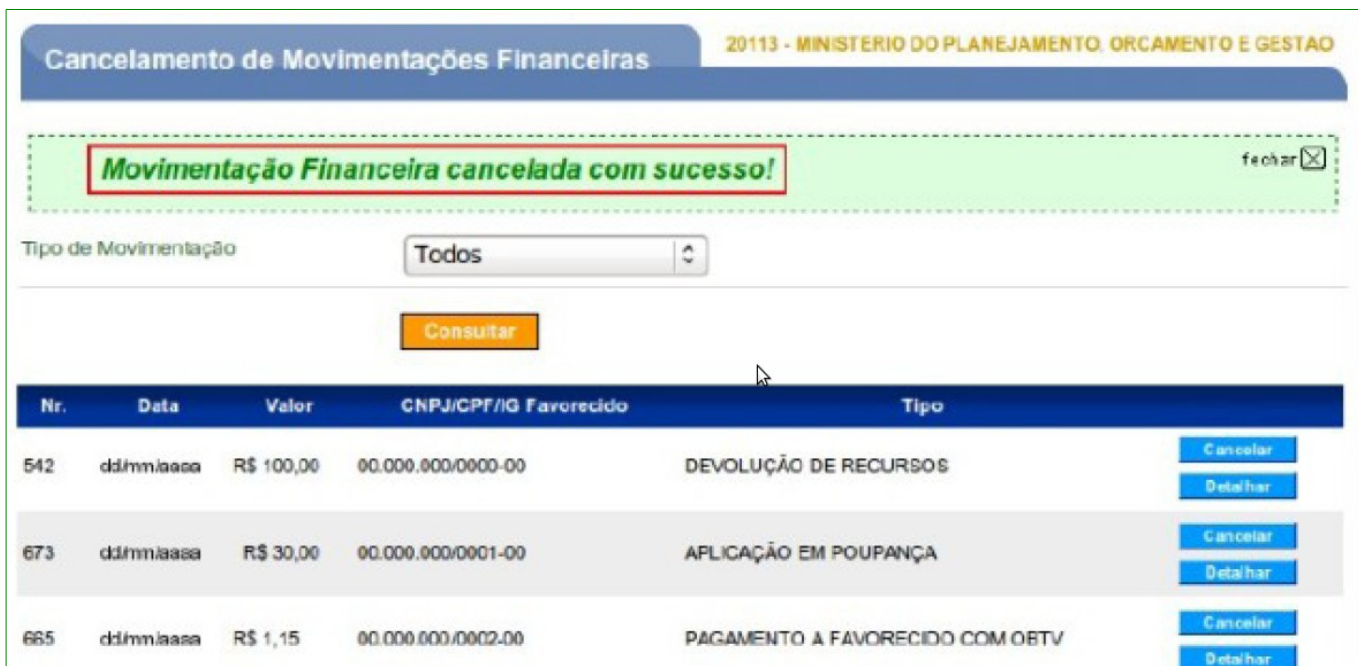 Cancelamento de Movimentações Financeiras
20113 - MINISTERIO DO PLANEJAMENTO, ORCAMENTO E GESTAO
Movimentação Financeira cancelada com sucesso!
fechar
Tipo de Movimentação
Todos
Consultar
Nr. Data Valor CNPJ/CPF/IG Favorecido Tipo
542 dd/mm/aaaa R$ 100,00 00.000.000/0000-00 DEVOLUÇÃO DE RECURSOS
Cancelar
Detalhar
673 dd/mm/aaaa R$ 30,00 00.000.000/0001-00 APLICAÇÃO EM POUPANÇA
Cancelar
Detalhar
665 dd/mm/aaaa R$ 1,15 00.000.000/0002-00 PAGAMENTO A FAVORECIDO COM OBTV
Cancelar
Detalhar